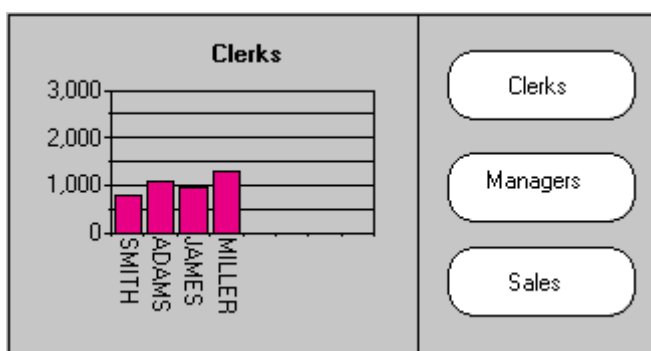 Clerks
3,000
2,000
1,000
0
SMITH
ADAMS
JAMES
MILLER
Clerks
Managers
Sales